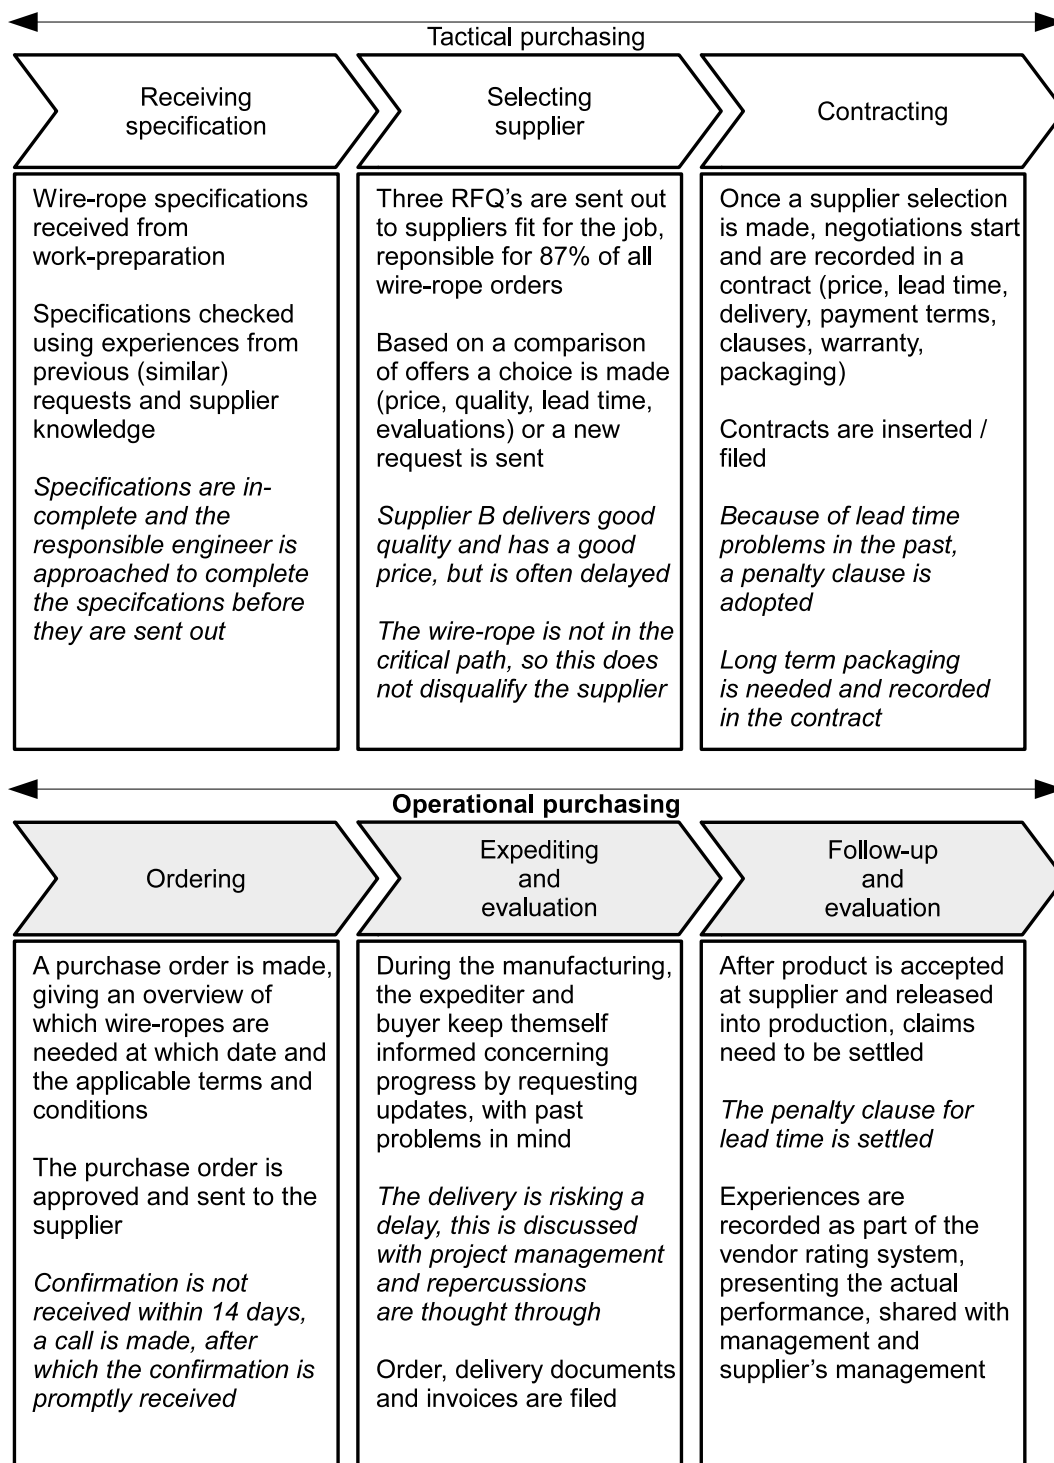 Tactical purchasing
Receiving
specification
Selecting
supplier
Contracting
Wire-rope specifications
received from
work-preparation
Specifications checked
using experiences from
previous (similar)
requests and supplier
knowledge
Specifications are in-
complete and the
responsible engineer is
approached to complete
the specifcations before
they are sent out
Three RFQ's are sent out
to suppliers fit for the job,
reponsible for 87% of all
wire-rope orders
Based on a comparison
of offers a choice is made
(price, quality, lead time,
evaluations) or a new
request is sent
Supplier B delivers good
quality and has a good
price, but is often delayed
The wire-rope is not in the
critical path, so this does
not disqualify the supplier
Once a supplier selection
is made, negotiations start
and are recorded in a
contract (price, lead time,
delivery, payment terms,
clauses, warranty,
packaging)
Contracts are inserted /
filed
Because of lead time
problems in the past,
a penalty clause is
adopted
Long term packaging
is needed and recorded
in the contract
Operational purchasing
Ordering
Expediting
and
evaluation
Follow-up
and
evaluation
A purchase order is made,
giving an overview of
which wire-ropes are
needed at which date and
the applicable terms and
conditions
The purchase order is
approved and sent to the
supplier
Confirmation is not
received within 14 days,
a call is made, after
which the confirmation is
promptly received
During the manufacturing,
the expediter and
buyer keep themself
informed concerning
progress by requesting
updates, with past
problems in mind
The delivery is risking a
delay, this is discussed
with project management
and repercussions
are thought through
Order, delivery documents
and invoices are filed
After product is accepted
at supplier and released
into production, claims
need to be settled
The penalty clause for
lead time is settled
Experiences are
recorded as part of the
vendor rating system,
presenting the actual
performance, shared with
management and
supplier's management